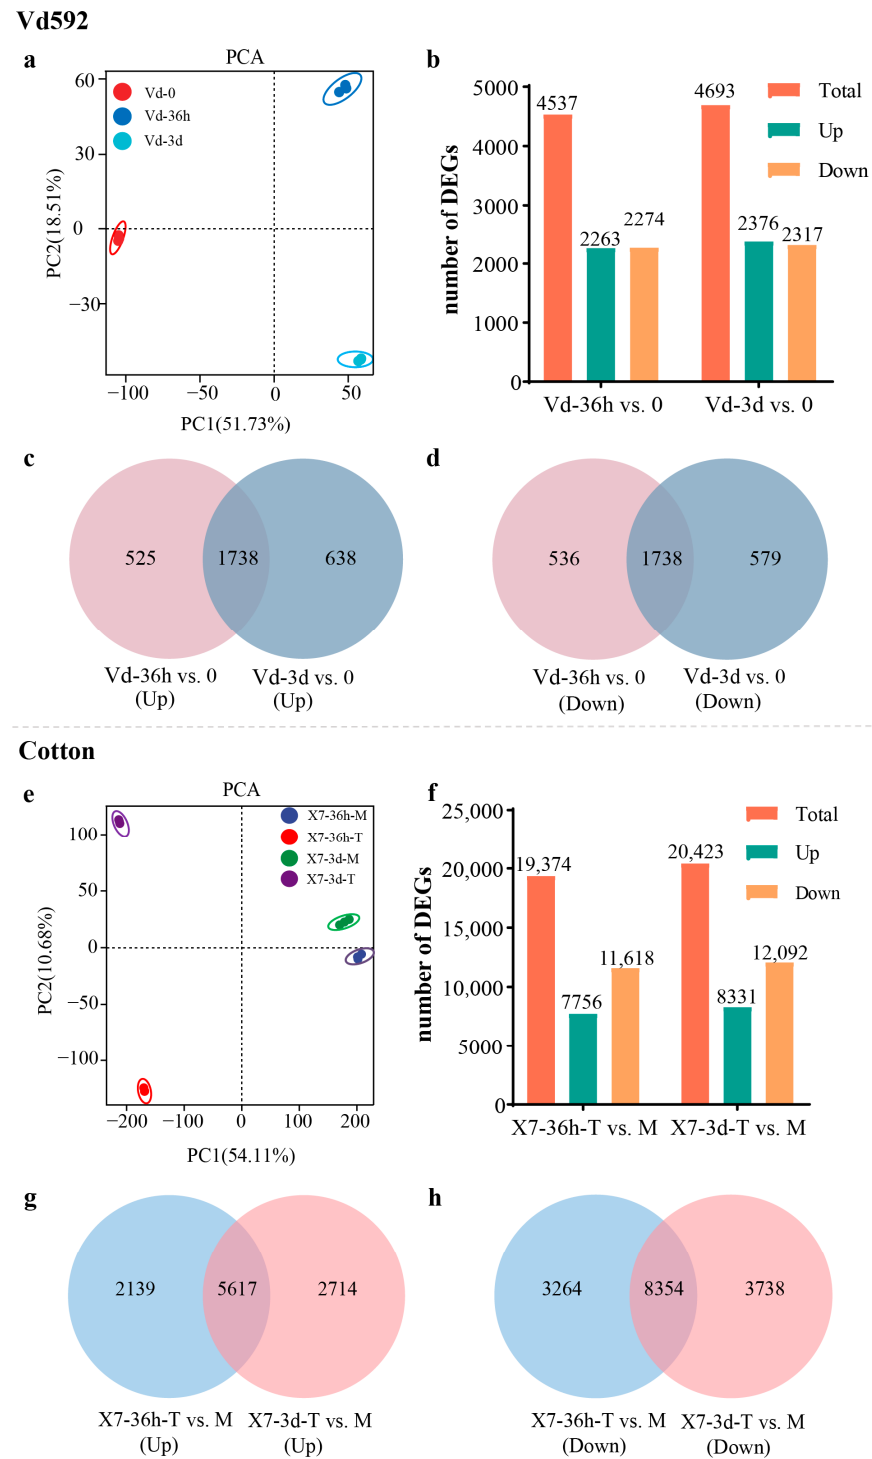 Vd592
a
PCA
Vd-0
Vd-36h
Vd-3d
60
30
0
−30
PC2(18.51%)
−100
−50
0
50
PC1(51.73%)
b
5000
4000
3000
2000
1000
0
number of DEGs
4537
2263
2274
4693
2376
2317
Total
Up
Down
Vd-36h vs. 0
Vd-3d vs. 0
c
525
1738
638
Vd-36h vs. 0
(Up)
Vd-3d vs. 0
(Up)
d
536
1738
579
Vd-36h vs. 0
(Down)
Vd-3d vs. 0
(Down)
Cotton
e
PCA
X7-36h-M
X7-36h-T
X7-3d-M
X7-3d-T
100
50
0
−50
−100
PC2(10.68%)
−200
−100
0
100
200
PC1(54.11%)
f
25,000
20,000
15,000
10,000
5000
0
number of DEGs
19,374
7756
11,618
20,423
8331
12,092
Total
Up
Down
X7-36h-T vs. M
X7-3d-T vs. M
g
2139
5617
2714
X7-36h-T vs. M
(Up)
X7-3d-T vs. M
(Up)
h
3264
8354
3738
X7-36h-T vs. M
(Down)
X7-3d-T vs. M
(Down)